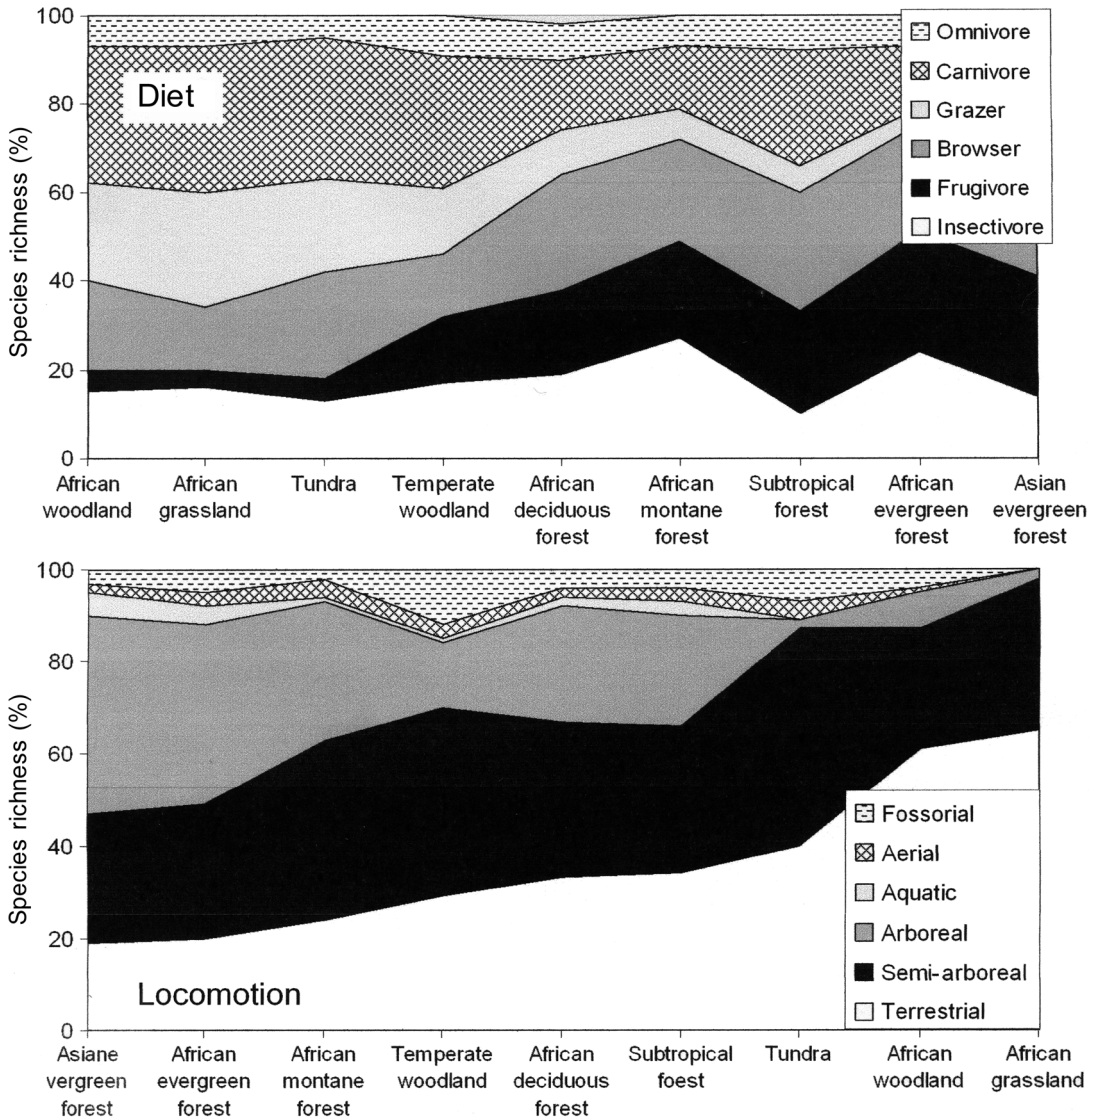 100
80
60
40
20
0
Species richness (%)
Diet
Omnivore
Carnivore
Grazer
Browser
Frugivore
Insectivore
African woodland
African grassland
Tundra
Temperate woodland
African deciduous forest
African montane forest
Subtropical forest
African evergreen forest
Asian evergreen forest
100
80
60
40
20
0
Species richness (%)
Locomotion
Fossorial
Aerial
Aquatic
Arboreal
Semi-arboreal
Terrestrial
Asiane vergreen forest
African evergreen forest
African montane forest
Temperate woodland
African deciduous forest
Subtropical foest
Tundra
African woodland
African grassland